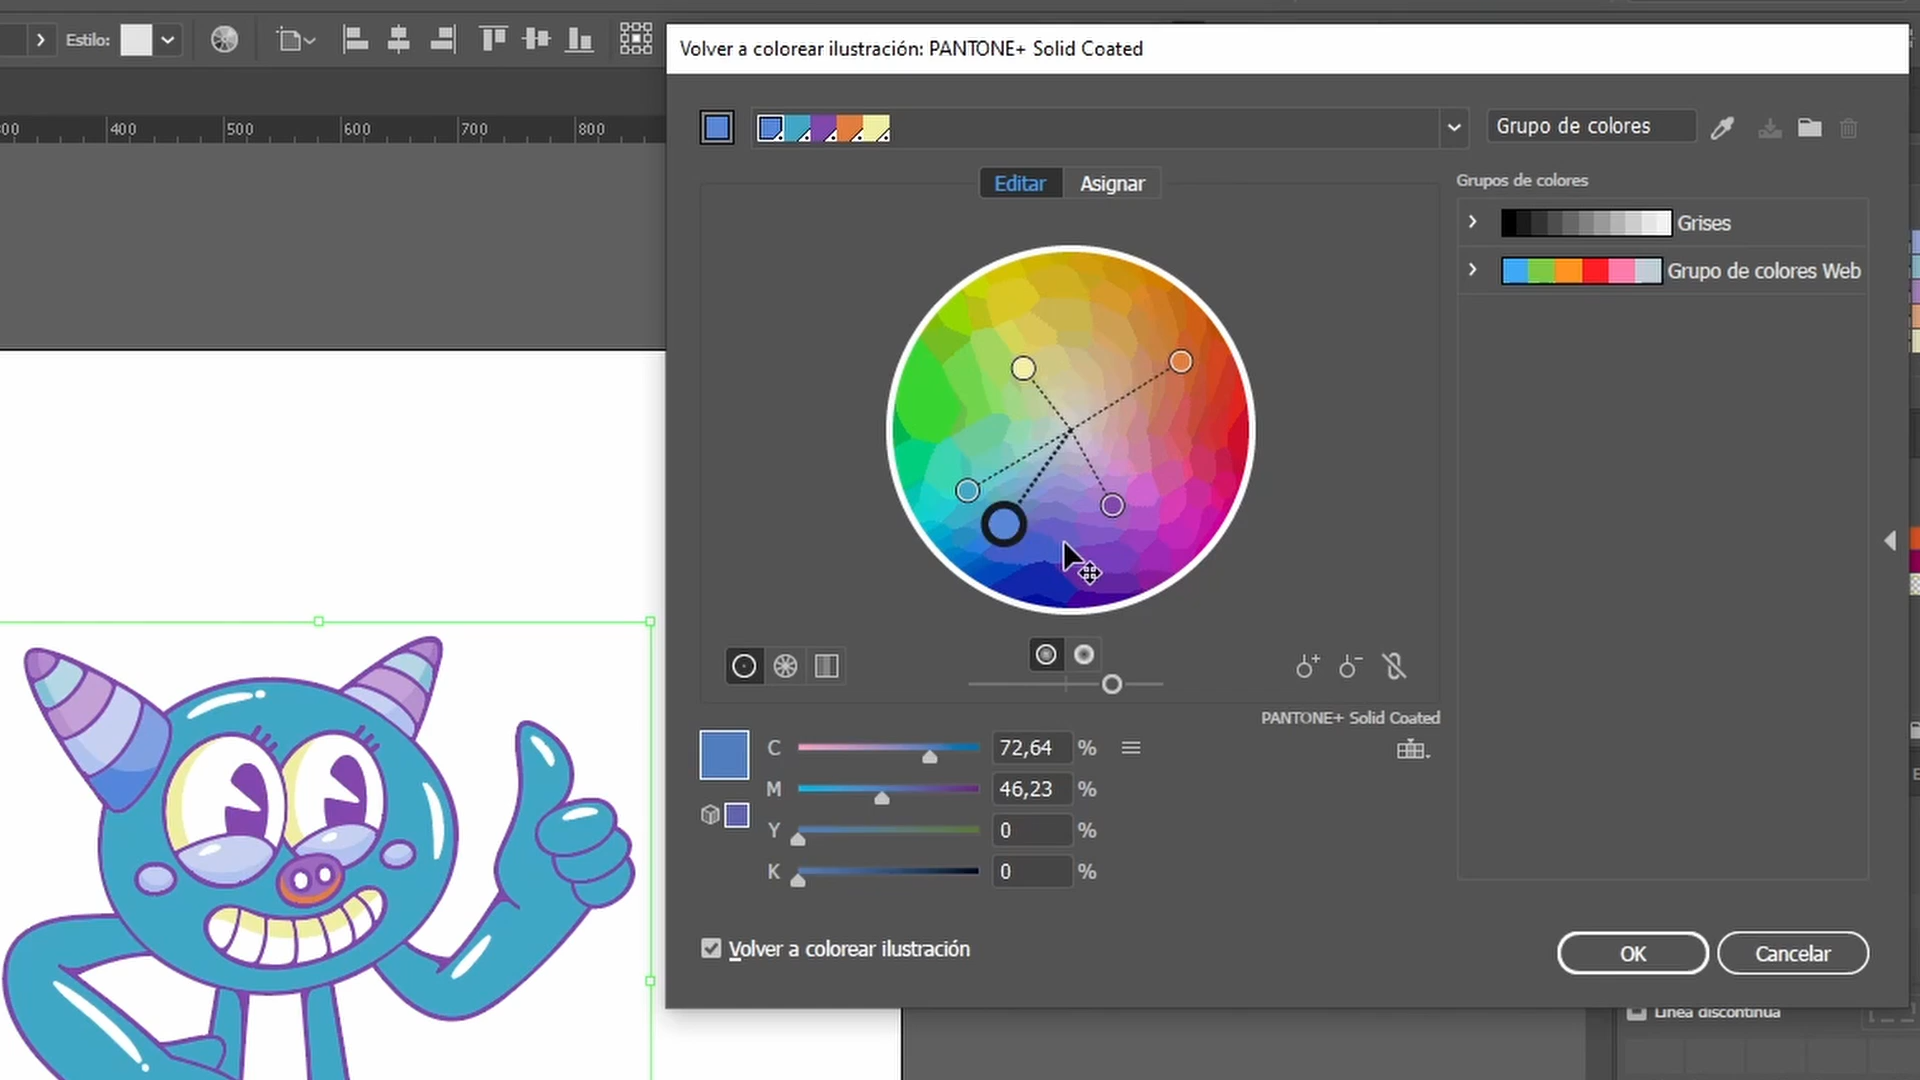 Estilo:
400
500
600
700
800
Volver a colorear ilustración: PANTONE+ Solid Coated
Grupo de colores
Editar
Asignar
Grupos de colores
Grises
Grupo de colores Web
PANTONE+ Solid Coated
C 72,64 %
M 46,23 %
Y 0 %
K 0 %
Volver a colorear ilustración
OK
Cancelar
Línea discontinua